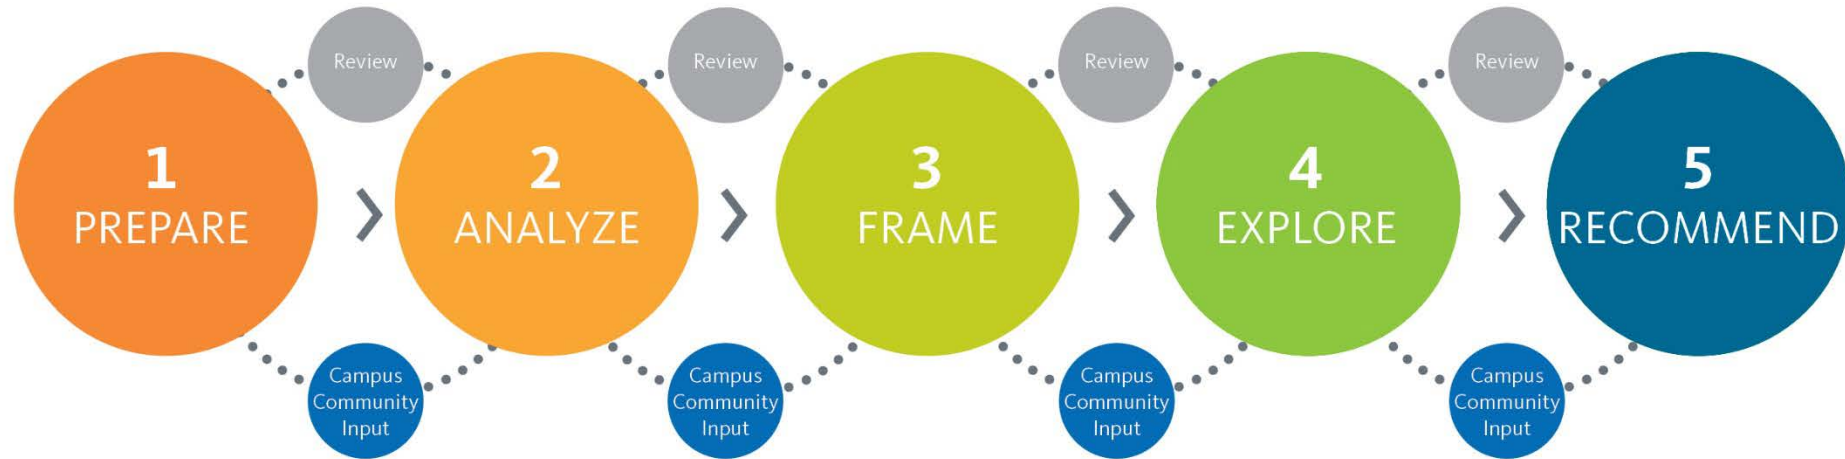 Review
Review
Review
Review
1
PREPARE
2
ANALYZE
3
FRAME
4
EXPLORE
5
RECOMMEND
Campus
Community
Input
Campus
Community
Input
Campus
Community
Input
Campus
Community
Input